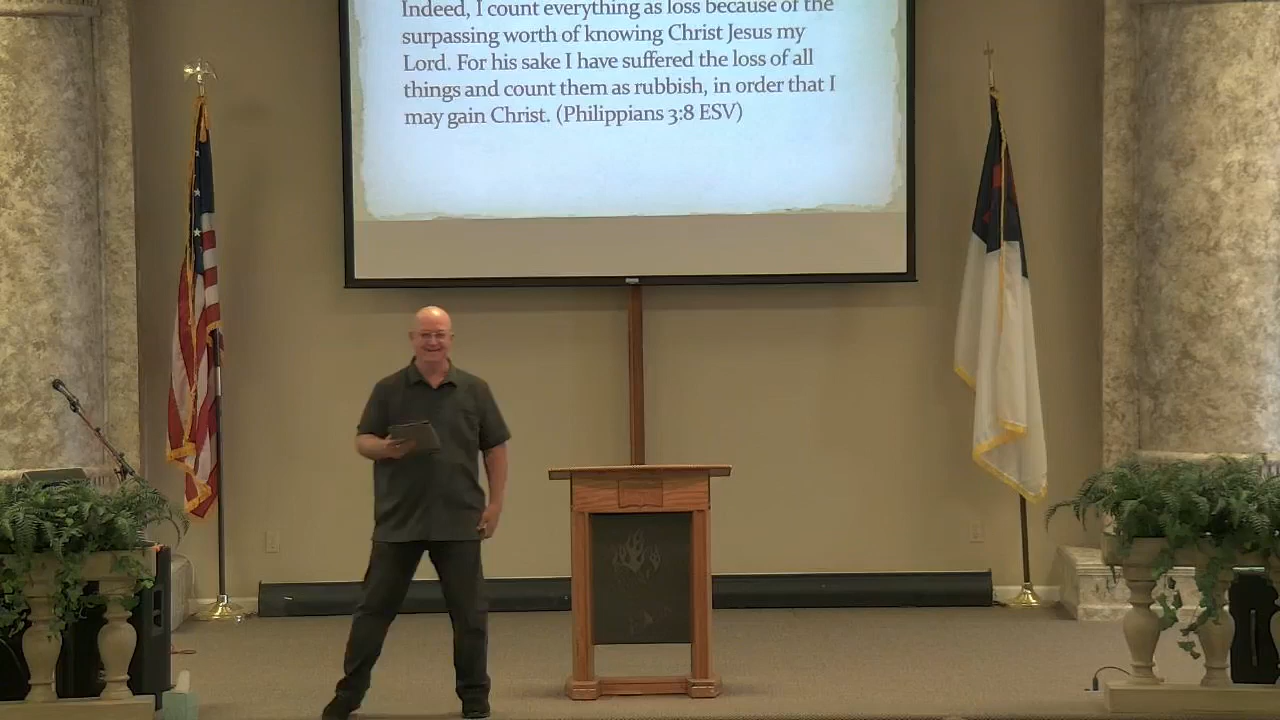 Indeed, I count everything as loss because of the
surpassing worth of knowing Christ Jesus my
Lord. For his sake I have suffered the loss of all
things and count them as rubbish, in order that I
may gain Christ. (Philippians 3:8 ESV)